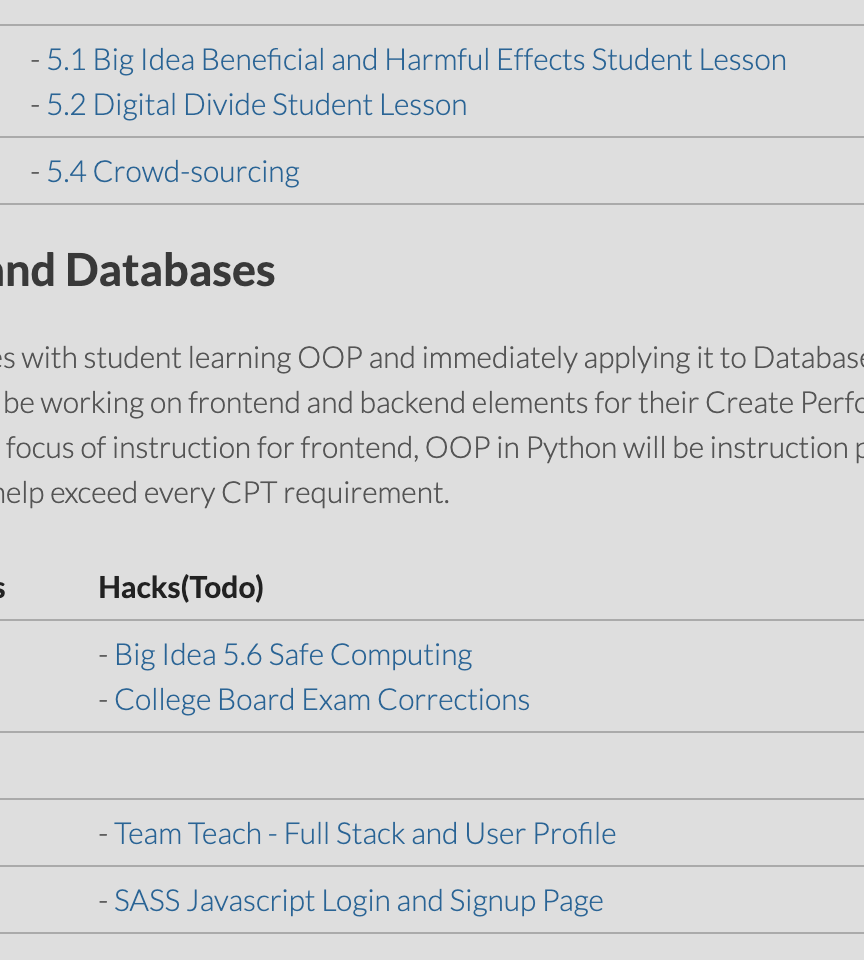 - 5.1 Big Idea Beneficial and Harmful Effects Student Lesson
- 5.2 Digital Divide Student Lesson
- 5.4 Crowd-sourcing
and Databases
with student learning OOP and immediately applying it to
be working on frontend and backend elements for their Create
focus of instruction for frontend, OOP in Python will be instruction
help exceed every CPT requirement.
Hacks(Todo)
- Big Idea 5.6 Safe Computing
- College Board Exam Corrections
- Team Teach - Full Stack and User Profile
- SASS Javascript Login and Signup Page